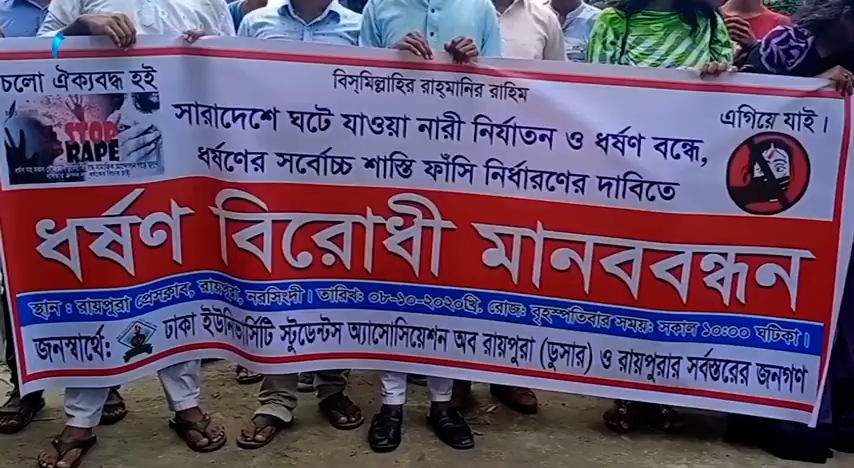 বিস্‌মিল্লাহির রাহ্‌মানির রাহিম
চলো ঐক্যবদ্ধ হই
এগিয়ে যাই।
STOP
RAPE
সারাদেশে ঘটে যাওয়া নারী নির্যাতন ও ধর্ষণ বন্ধে,
ধর্ষণের সর্বোচ্চ শাস্তি ফাঁসি নির্ধারণের দাবিতে
ধর্ষণ বিরোধী মানববন্ধন
স্থান : রায়পুরা প্রেসক্লাব, রায়পুরা, নরসিংদী। তারিখ: ০৮-১০-২০২০খ্রি, রোজ: বৃহস্পতিবার সময়: সকাল ১০:০০ ঘটিকা।
জনস্বার্থে: ঢাকা ইউনিভার্সিটি স্টুডেন্টস অ্যাসোসিয়েশন অব রায়পুরা (ডুসার) ও রায়পুরার সর্বস্তরের জনগণ